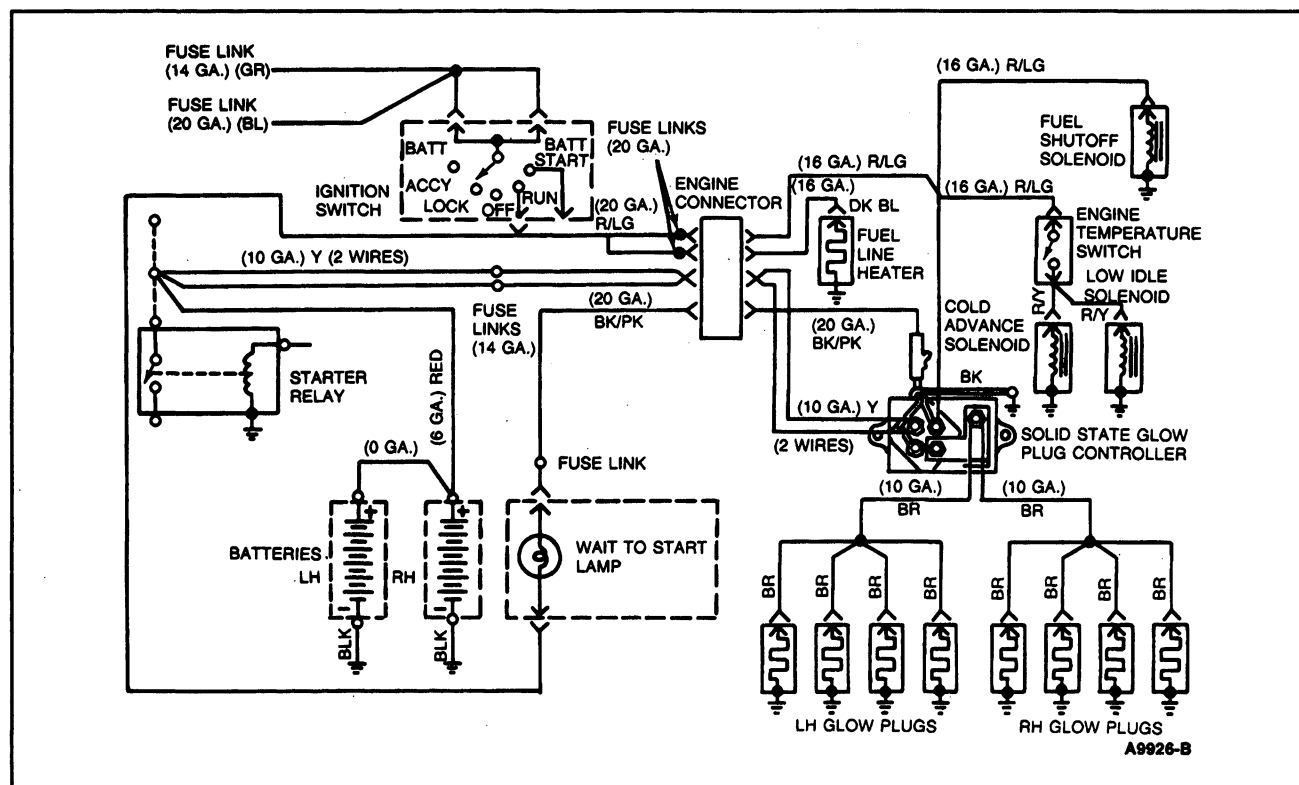 FUSE LINK
(14 GA.) (GR)
FUSE LINK
(20 GA.) (BL)
BATT
BATT
START
ACCY
LOCK
OFF
RUN
IGNITION
SWITCH
FUSE LINKS
(20 GA.)
ENGINE
CONNECTOR
(20 GA.)
R/LG
(16 GA.) R/LG
(16 GA.) R/LG
(16 GA.)
DK BL
(16 GA.) R/LG
FUEL
SHUTOFF
SOLENOID
FUEL
LINE
HEATER
ENGINE
TEMPERATURE
SWITCH
LOW IDLE
SOLENOID
R/Y
R/Y
COLD
ADVANCE
SOLENOID
(10 GA.) Y (2 WIRES)
FUSE
LINKS
(14 GA.)
(20 GA.)
BK/PK
(20 GA.)
BK/PK
BK
STARTER
RELAY
(6 GA.) RED
(0 GA.)
(10 GA.) Y
(2 WIRES)
SOLID STATE GLOW
PLUG CONTROLLER
FUSE LINK
(10 GA.)
BR
(10 GA.)
BR
+
+
BATTERIES
LH
RH
-
-
BLK
BLK
WAIT TO START
LAMP
BR
BR
BR
BR
BR
BR
BR
BR
LH GLOW PLUGS
RH GLOW PLUGS
A9926-B